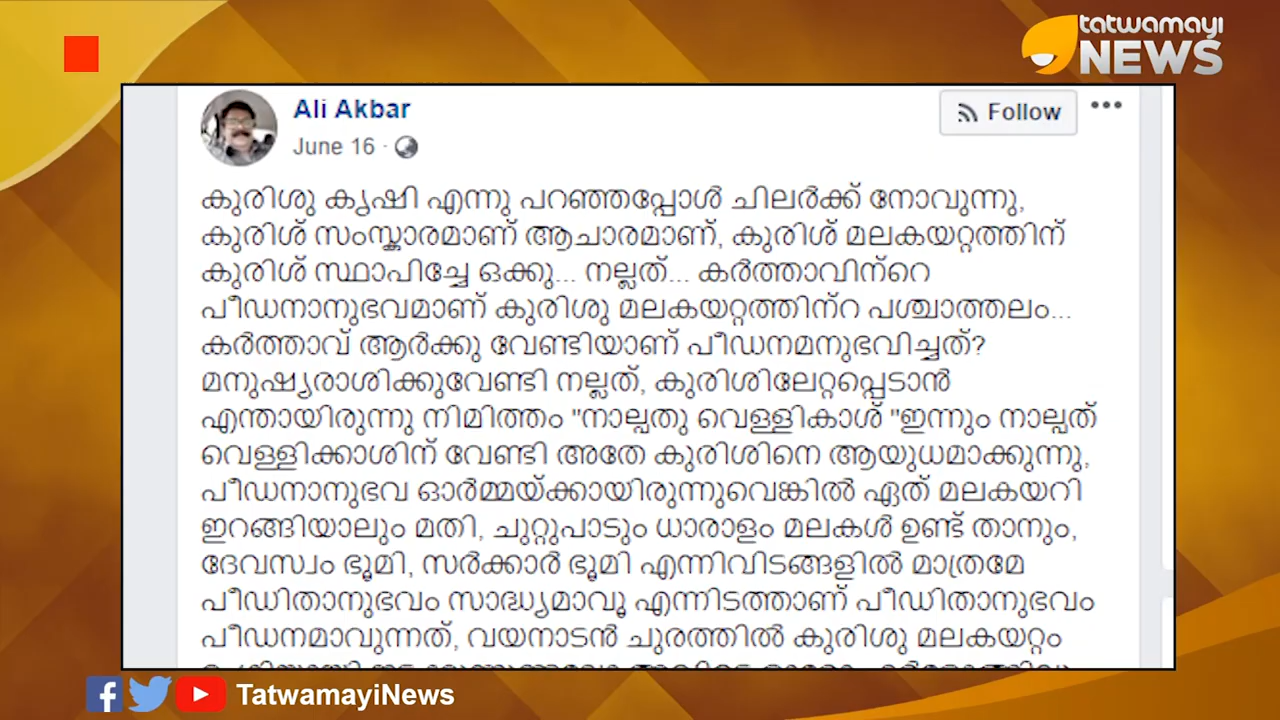 tatwamayi
NEWS
Ali Akbar
Follow
June 16
കുരിശു കൃഷി എന്നു പറഞ്ഞപ്പോൾ ചിലർക്ക് നോവുന്നു,
കുരിശ് സംസ്കാരമാണ് ആചാരമാണ്, കുരിശ് മലകയറ്റത്തിന്
കുരിശ് സ്ഥാപിച്ചേ ഒക്കൂ... നല്ലത്... കർത്താവിന്റെ
പീഡനാനുഭവമാണ് കുരിശു മലകയറ്റത്തിന്റ പശ്ചാത്തലം...
കർത്താവ് ആർക്കു വേണ്ടിയാണ് പീഡനമനുഭവിച്ചത്?
മനുഷ്യരാശിക്കുവേണ്ടി നല്ലത്, കുരിശിലേറ്റപ്പെടാൻ
എന്തായിരുന്നു നിമിത്തം "നാല്പതു വെള്ളികാശ് "ഇന്നും നാല്പത്
വെള്ളിക്കാശിന് വേണ്ടി അതേ കുരിശിനെ ആയുധമാക്കുന്നു,
പീഡനാനുഭവ ഓർമ്മയ്ക്കായിരുന്നുവെങ്കിൽ ഏത് മലകയറി
ഇറങ്ങിയാലും മതി, ചുറ്റുപാടും ധാരാളം മലകൾ ഉണ്ട് താനും,
ദേവസ്വം ഭൂമി, സർക്കാർ ഭൂമി എന്നിവിടങ്ങളിൽ മാത്രമേ
പീഡിതാനുഭവം സാദ്ധ്യമാവൂ എന്നിടത്താണ് പീഡിതാനുഭവം
പീഡനമാവുന്നത്, വയനാടൻ ചുരത്തിൽ കുരിശു മലകയറ്റം
TatwamayiNews